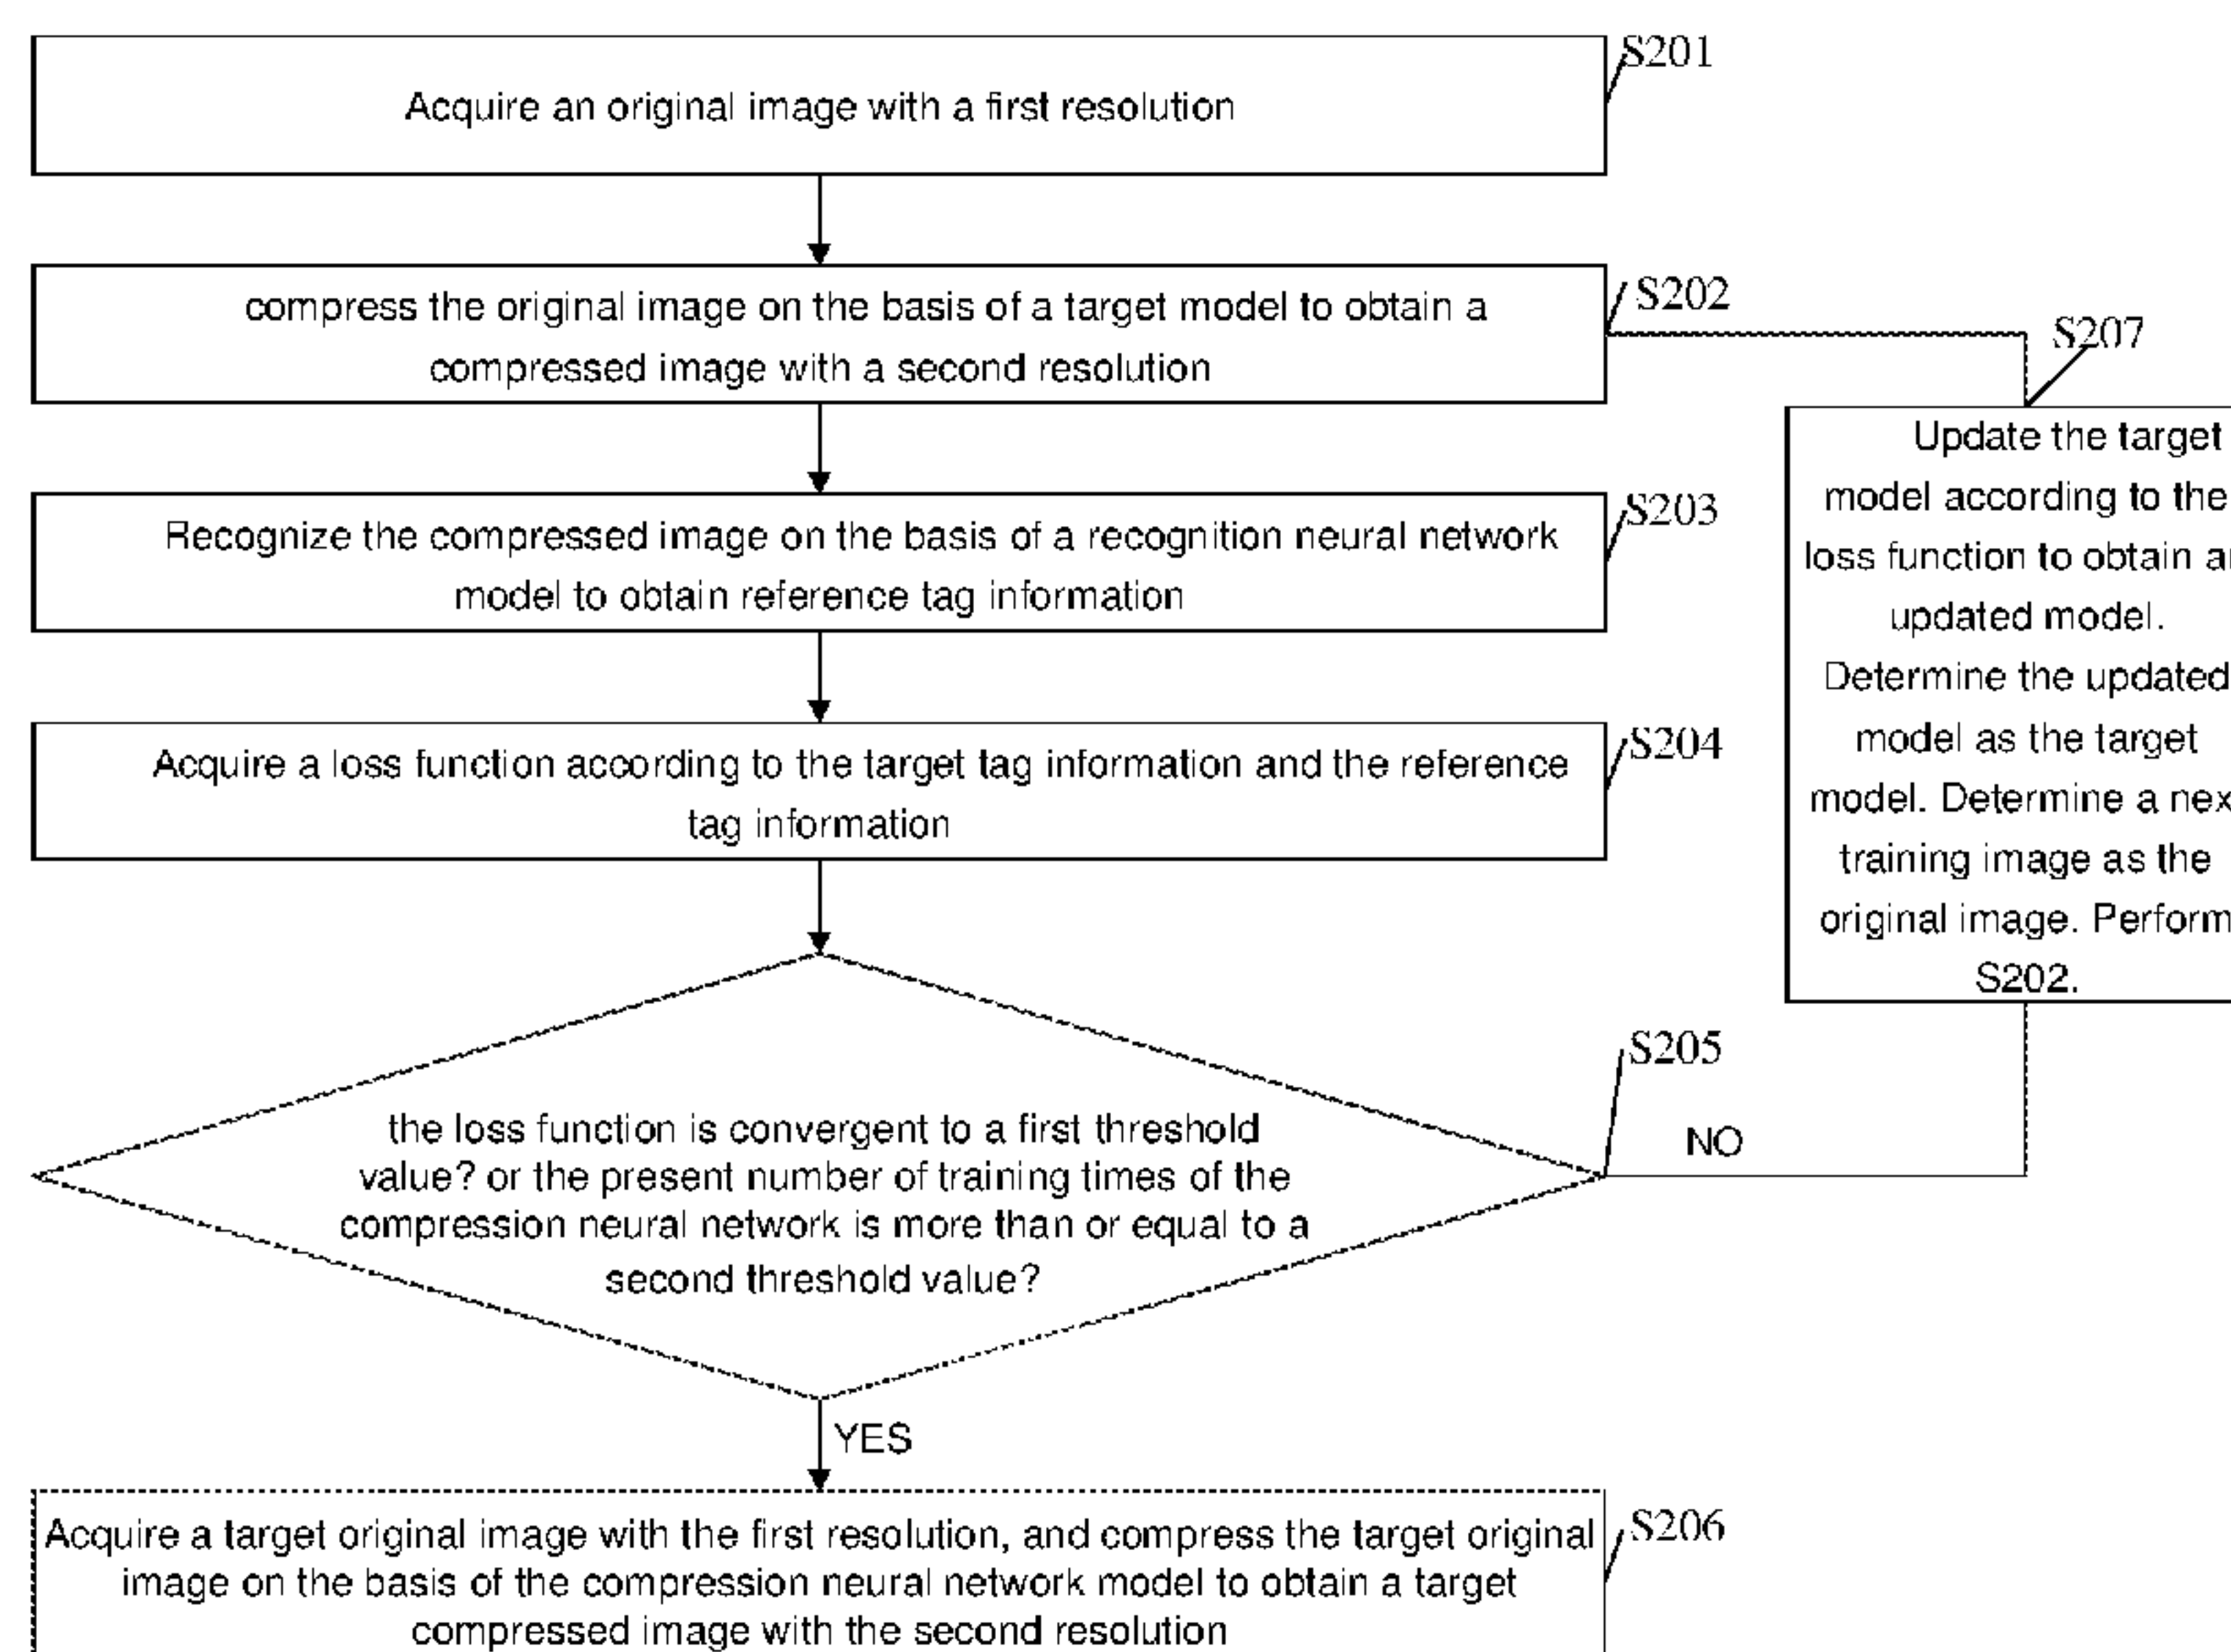 S201
Acquire an original image with a first resolution
S202
compress the original image on the basis of a target model to obtain a
compressed image with a second resolution
S203
Recognize the compressed image on the basis of a recognition neural network
model to obtain reference tag information
S204
Acquire a loss function according to the target tag information and the reference
tag information
S205
the loss function is convergent to a first threshold
value? or the present number of training times of the
compression neural network is more than or equal to a
second threshold value?
NO
S207
Update the target
model according to the
loss function to obtain
updated model.
Determine the updated
model as the target
model. Determine a
training image as the
original image. Perform
S202.
YES
S206
Acquire a target original image with the first resolution, and compress the target original
image on the basis of the compression neural network model to obtain a target
compressed image with the second resolution